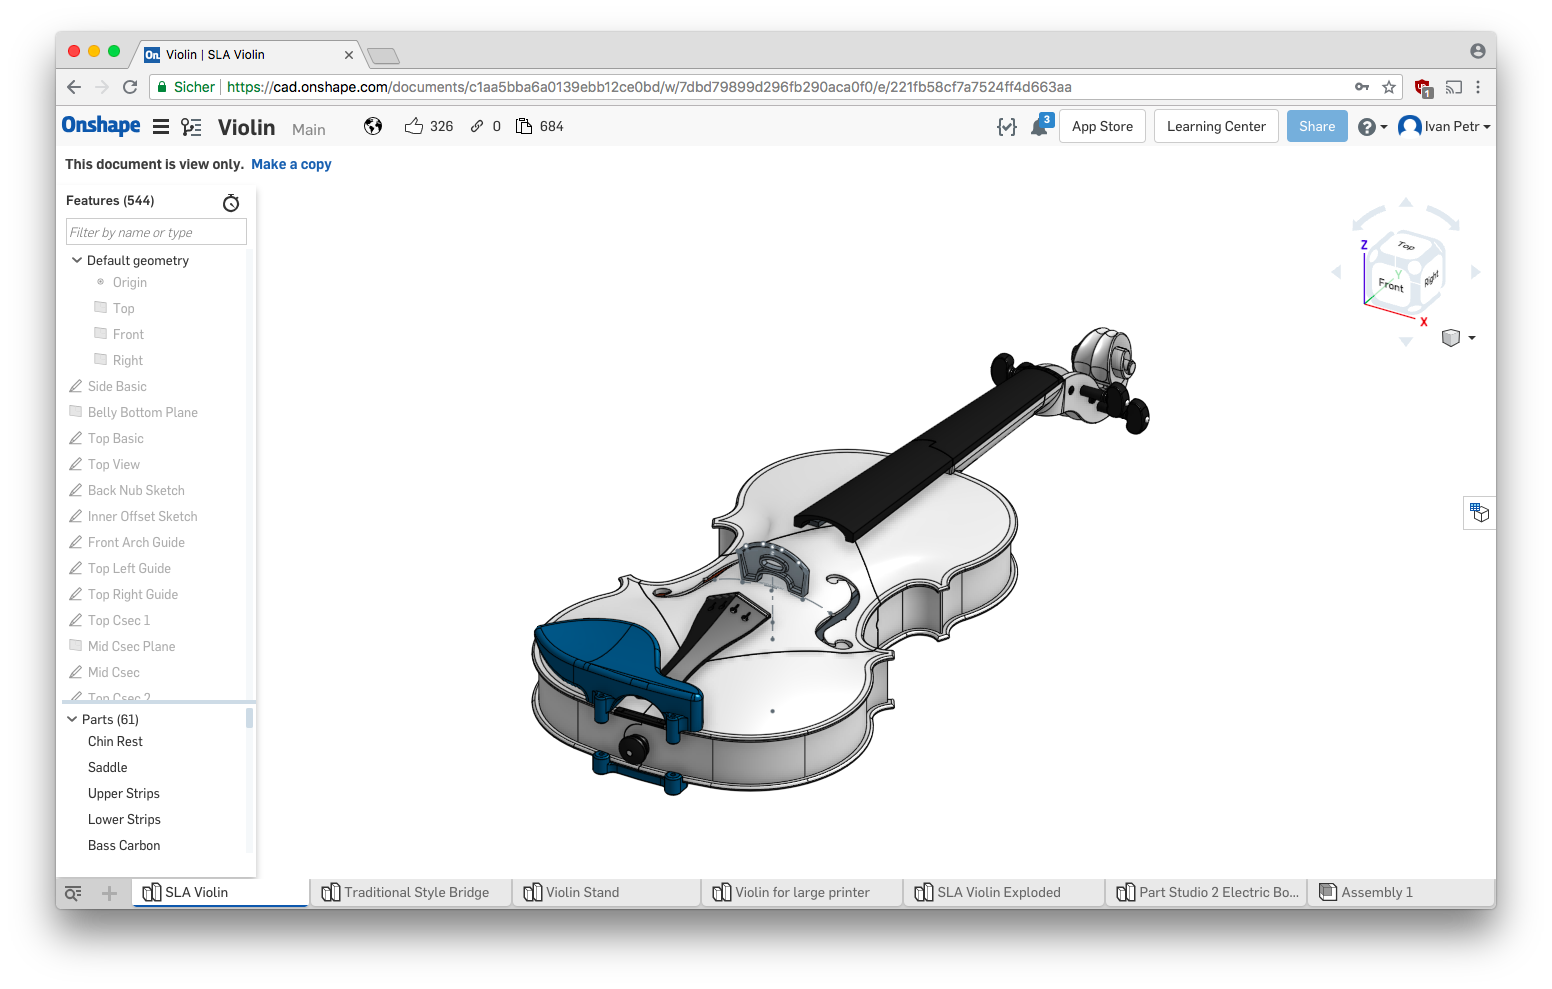 On. Violin | SLA Violin
Sicher https://cad.onshape.com/documents/c1aa5bba6a0139ebb12ce0bd/w/7dbd79899d296fb290aca0f0/e/221fb58cf7a7524ff4d663aa
1
Onshape Violin Main 326 0 684 3 App Store Learning Center Share Ivan Petr
This document is view only. Make a copy
Features (544)
Filter by name or type
Default geometry
Origin
Top
Front
Right
Side Basic
Belly Bottom Plane
Top Basic
Top View
Back Nub Sketch
Inner Offset Sketch
Front Arch Guide
Top Left Guide
Top Right Guide
Top Csec 1
Mid Csec Plane
Mid Csec
Top Csec 2
Parts (61)
Chin Rest
Saddle
Upper Strips
Lower Strips
Bass Carbon
Z
Top
Y
Front
Right
X
SLA Violin
Traditional Style Bridge
Violin Stand
Violin for large printer
SLA Violin Exploded
Part Studio 2 Electric Bo...
Assembly 1